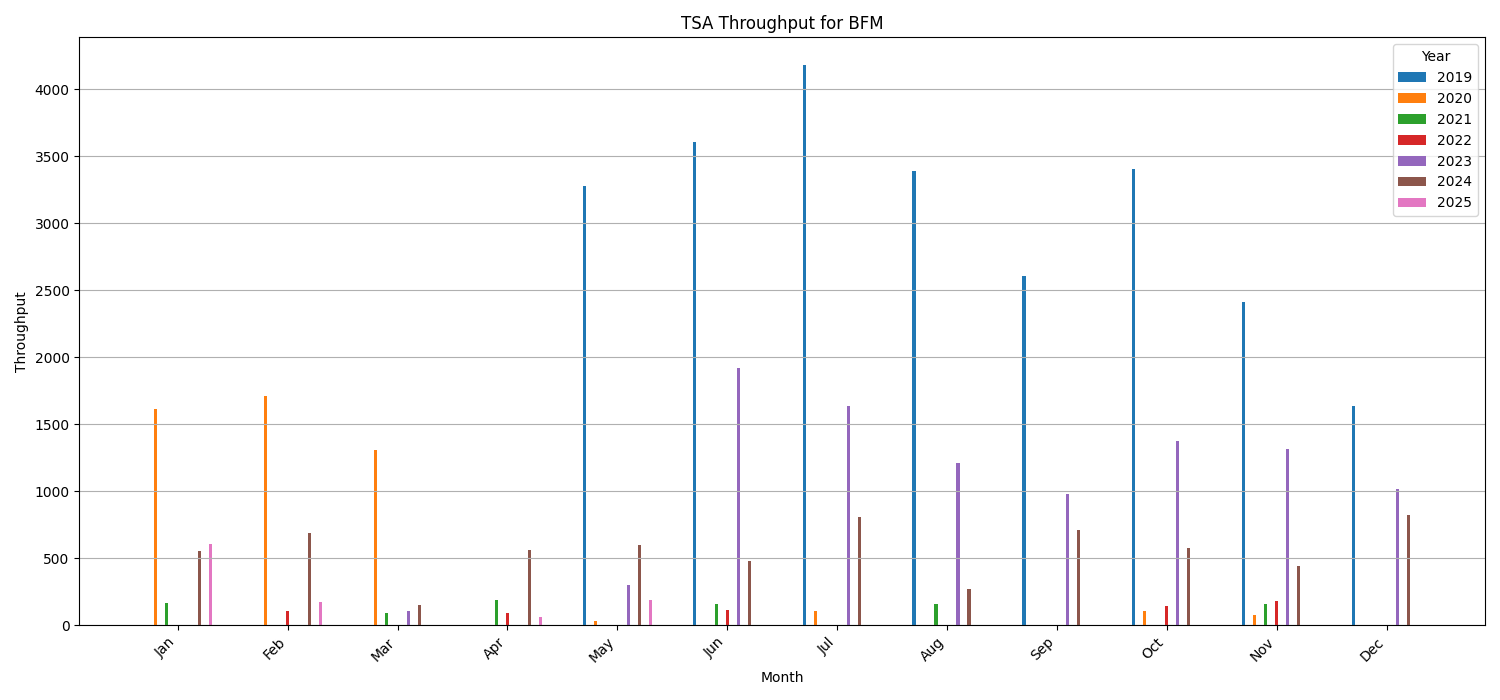 TSA Throughput for BFM
Year
2019
2020
2021
2022
2023
2024
2025
Throughput
4000
3500
3000
2500
2000
1500
1000
500
0
Jan
Feb
Mar
Apr
May
Jun
Jul
Aug
Sep
Oct
Nov
Dec
Month